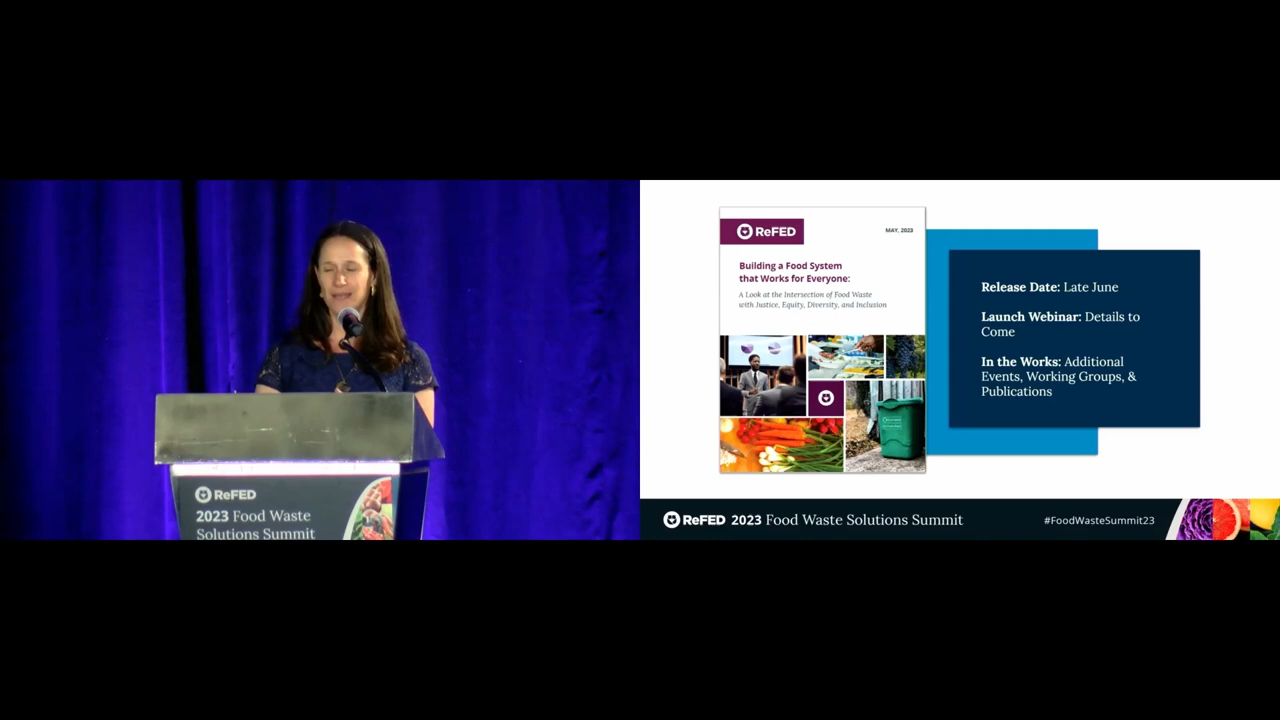 ReFED
2023 Food Waste
Solutions Summit
ReFED
MAY, 2023
Building a Food System
that Works for Everyone:
A Look at the Intersection of Food Waste
with Justice, Equity, Diversity, and Inclusion
Release Date: Late June
Launch Webinar: Details to
Come
In the Works: Additional
Events, Working Groups, &
Publications
ReFED 2023 Food Waste Solutions Summit
#FoodWasteSummit23